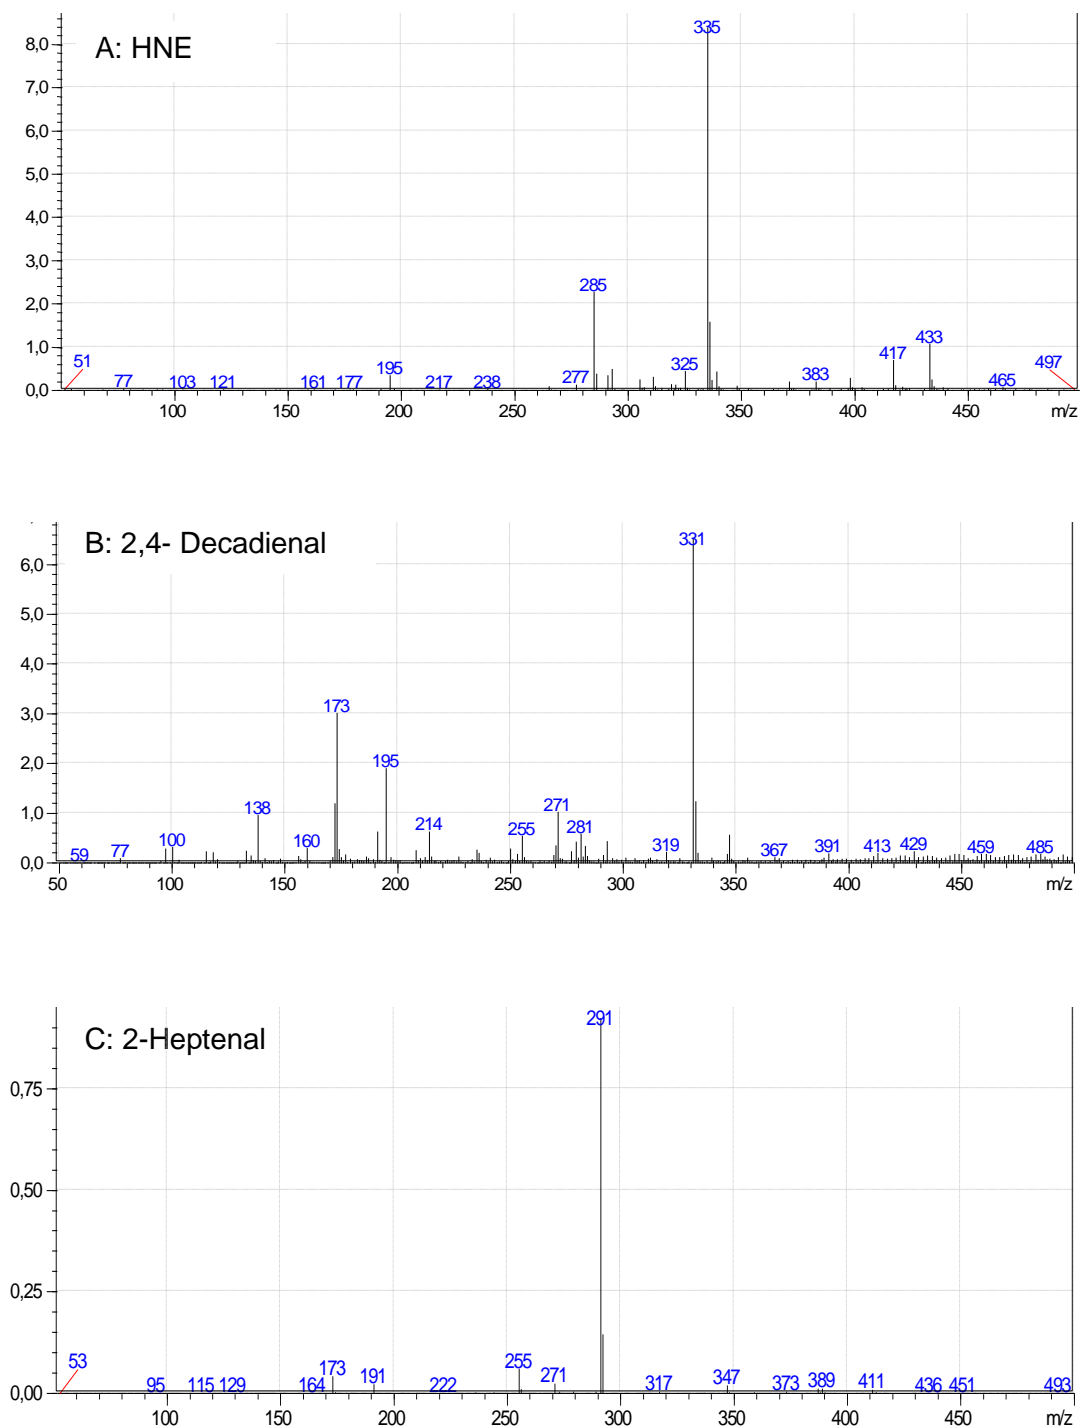 A: HNE
8,0
7,0
6,0
5,0
4,0
3,0
2,0
1,0
0,0
51 77 103 121 161 177 195 217 238 277 285 325 335 383 417 433 465 497
100 150 200 250 300 350 400 450 m/z
B: 2,4- Decadienal
6,0
5,0
4,0
3,0
2,0
1,0
0,0
59 77 100 138 160 173 195 214 255 271 281 319 331 367 391 413 429 459 485
50 100 150 200 250 300 350 400 450 m/z
C: 2-Heptenal
0,75
0,50
0,25
0,00
53 95 115 129 164 173 191 222 255 271 291 317 347 373 389 411 436 451 493
100 150 200 250 300 350 400 450 m/z